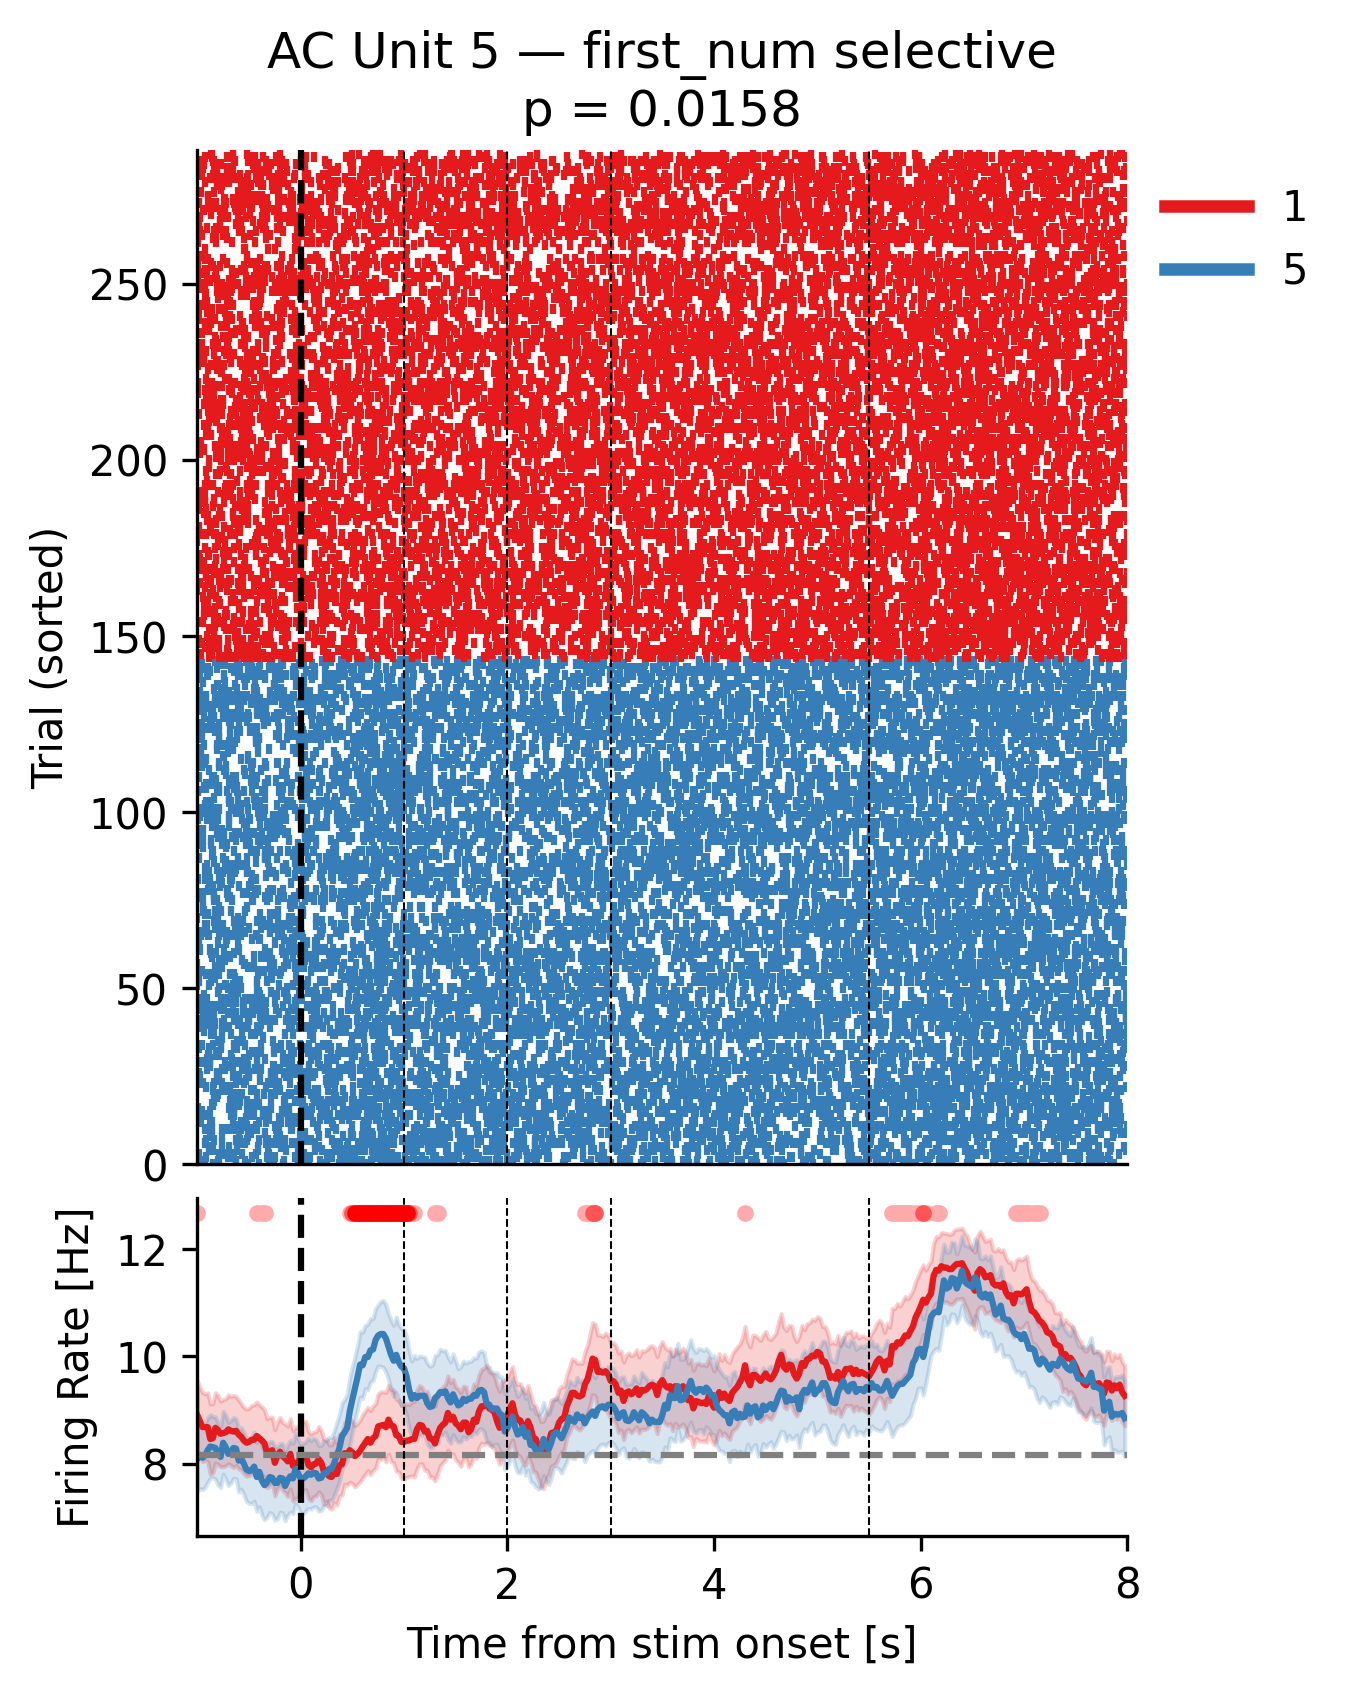 AC Unit 5 — first_num selective
p = 0.0158
1
5
250
200
150
100
50
0
Trial (sorted)
12
10
8
Firing Rate [Hz]
0 2 4 6 8
Time from stim onset [s]